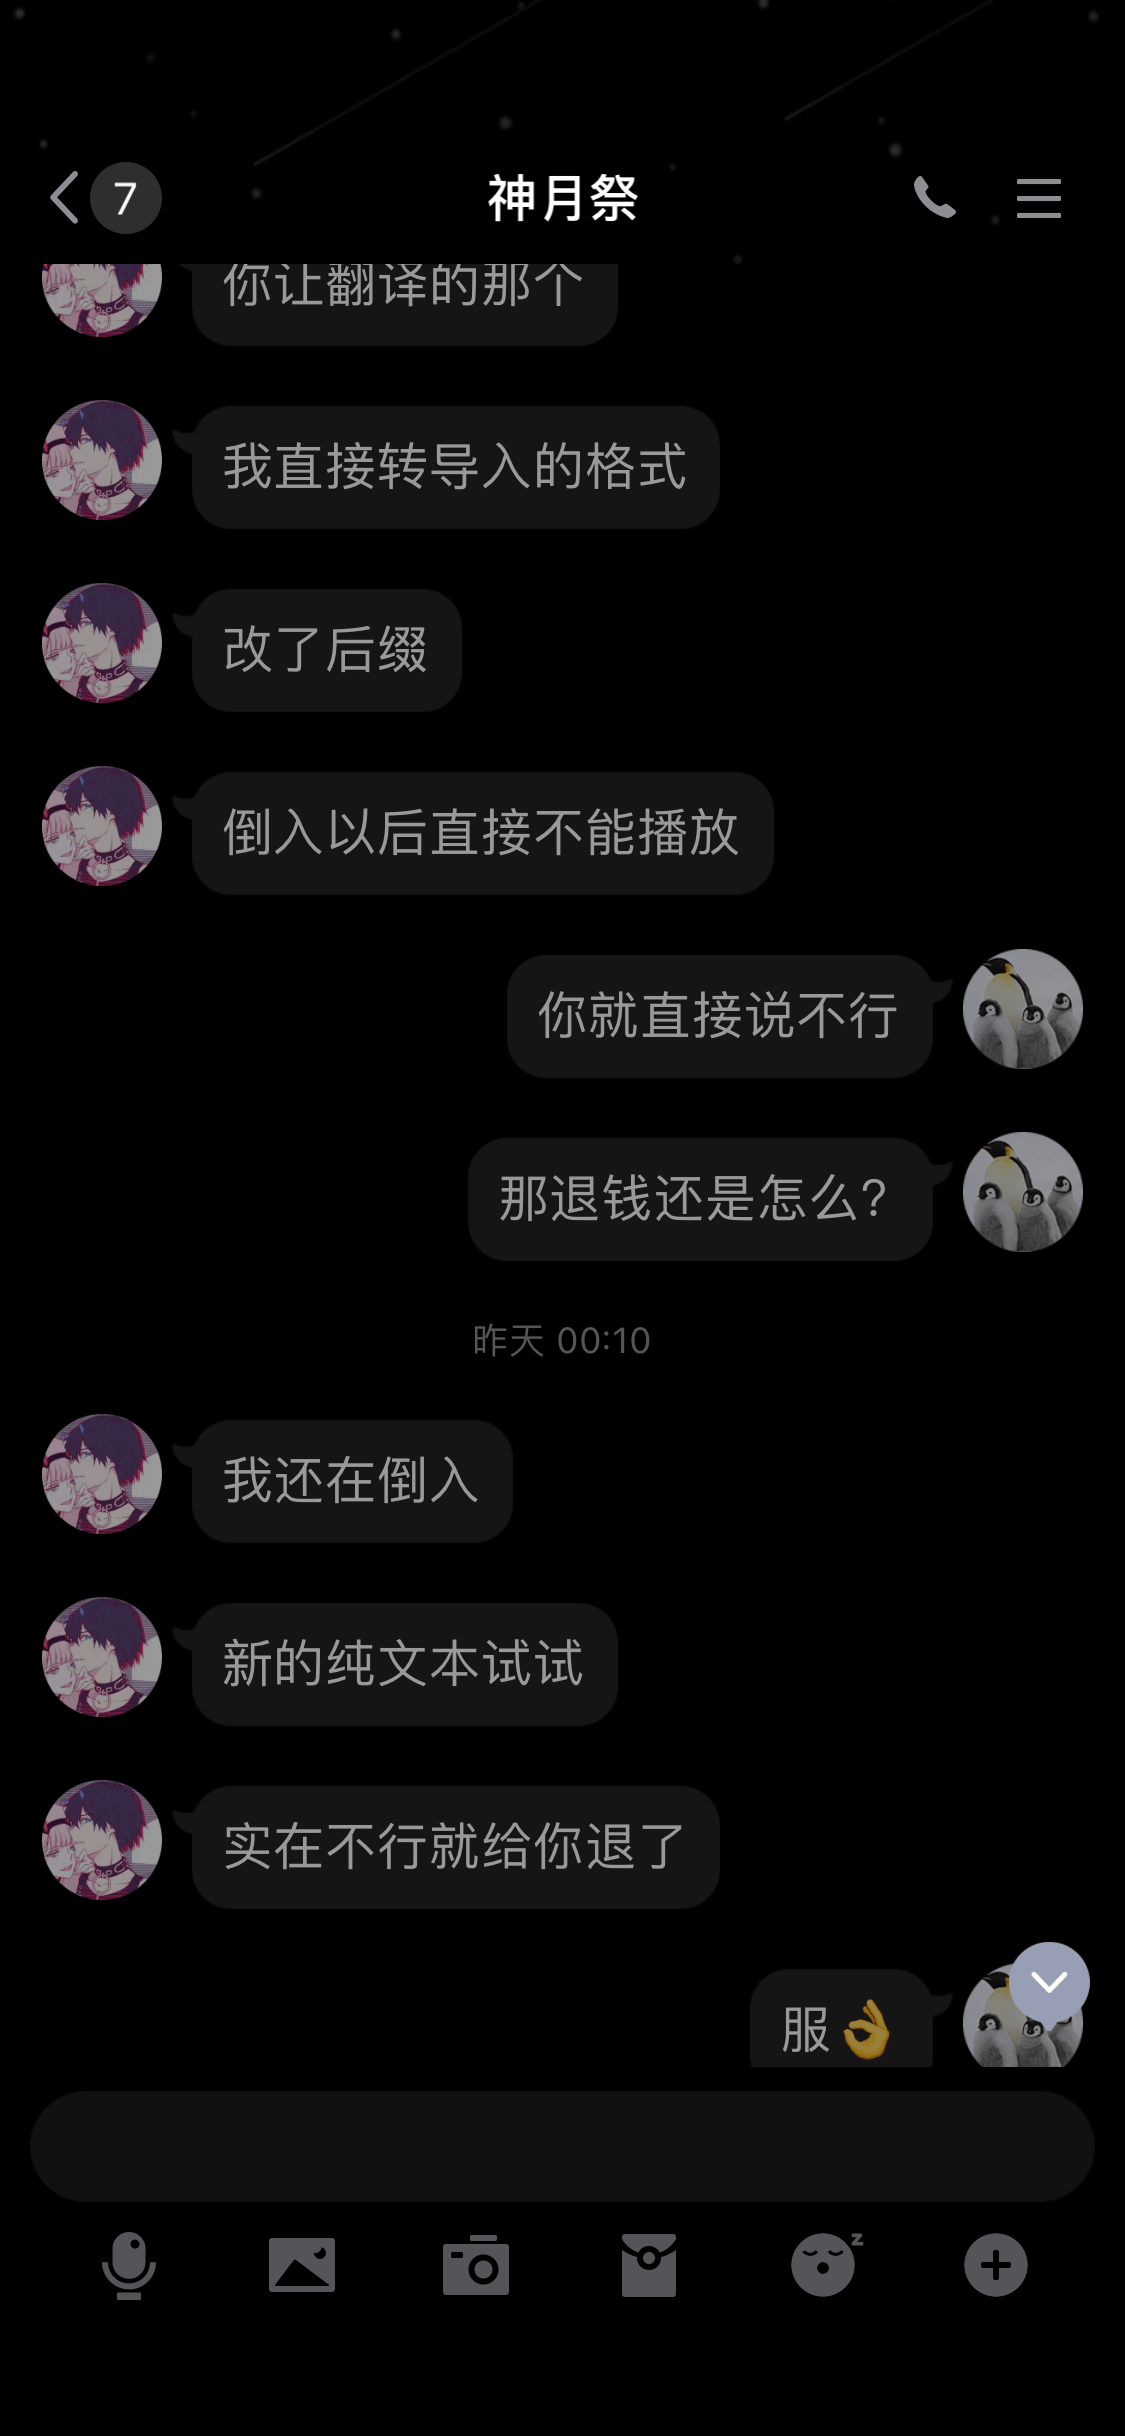 7
神月祭
你让翻译的那个
我直接转导入的格式
改了后缀
倒入以后直接不能播放
你就直接说不行
那退钱还是怎么?
昨天 00:10
我还在倒入
新的纯文本试试
实在不行就给你退了
服👌